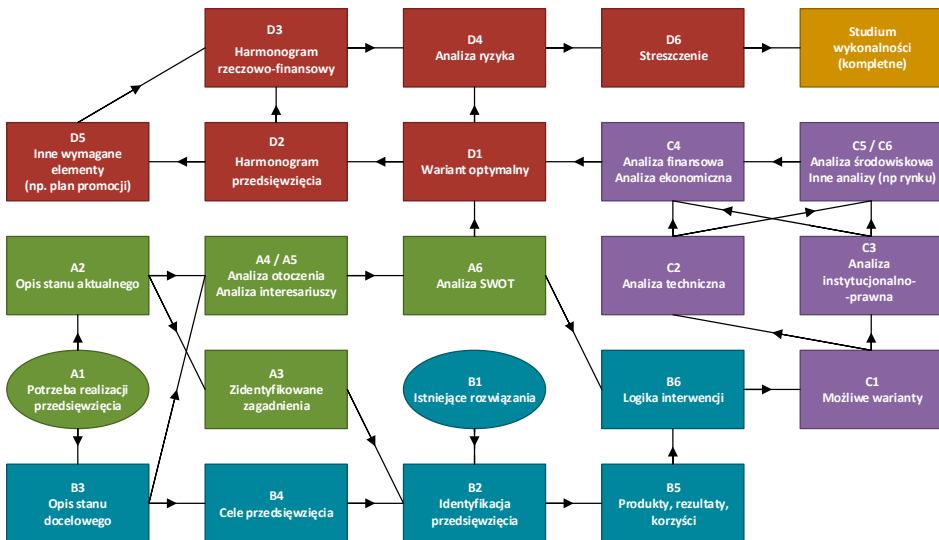 D3
Harmonogram
rzeczowo-finansowy
D4
Analiza ryzyka
D6
Streszczenie
Studium
wykonalności
(kompletne)
D5
Inne wymagane
elementy
(np. plan promocji)
D2
Harmonogram
przedsięwzięcia
D1
Wariant optymalny
C4
Analiza finansowa
Analiza ekonomiczna
C5 / C6
Analiza środowiskowa
Inne analizy (np rynku)
A2
Opis stanu aktualnego
A4 / A5
Analiza otoczenia
Analiza interesariuszy
A6
Analiza SWOT
C2
Analiza techniczna
C3
Analiza
instytucjonalno-
-prawna
A1
Potrzeba realizacji
przedsięwzięcia
A3
Zidentyfikowane
zagadnienia
B1
Istniejące rozwiązania
B6
Logika interwencji
C1
Możliwe warianty
B3
Opis stanu
docelowego
B4
Cele przedsięwzięcia
B2
Identyfikacja
przedsięwzięcia
B5
Produkty, rezultaty,
korzyści